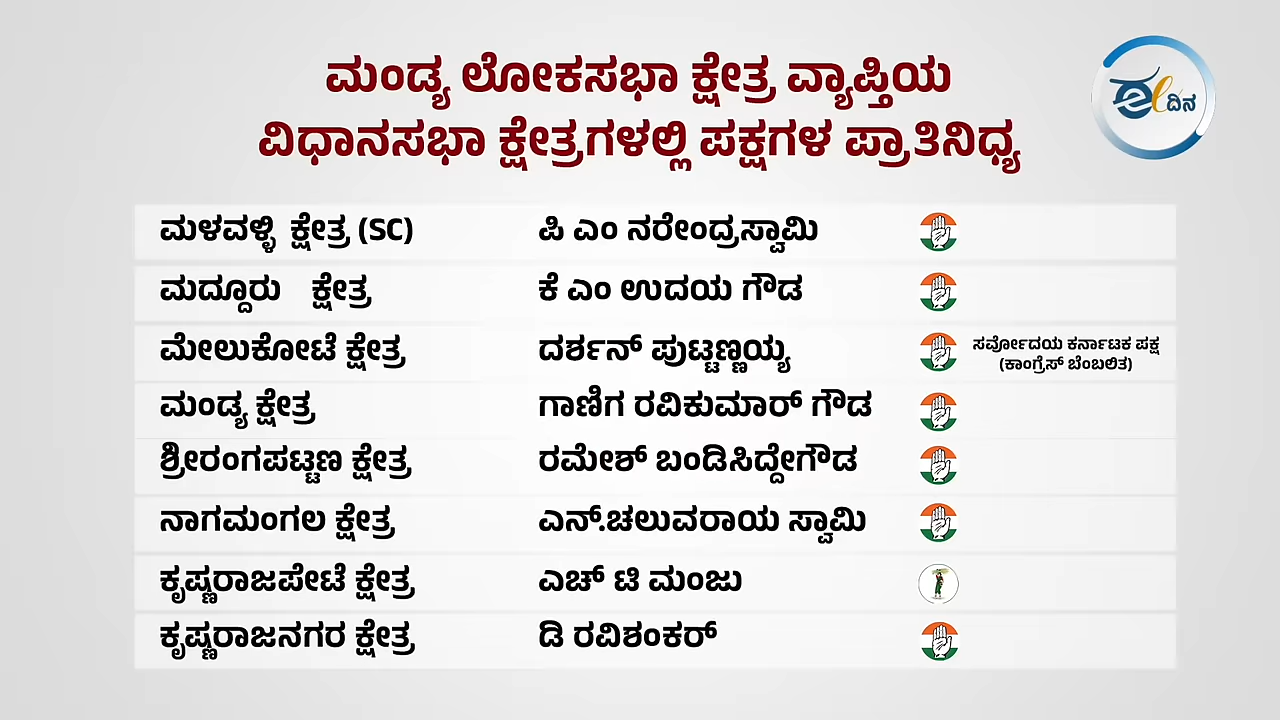 ಮಂಡ್ಯ ಲೋಕಸಭಾ ಕ್ಷೇತ್ರ ವ್ಯಾಪ್ತಿಯ
ವಿಧಾನಸಭಾ ಕ್ಷೇತ್ರಗಳಲ್ಲಿ ಪಕ್ಷಗಳ ಪ್ರಾತಿನಿಧ್ಯ
ಈ ದಿನ
ಮಳವಳ್ಳಿ ಕ್ಷೇತ್ರ (SC) ಪಿ ಎಂ ನರೇಂದ್ರಸ್ವಾಮಿ
ಮದ್ದೂರು ಕ್ಷೇತ್ರ ಕೆ ಎಂ ಉದಯ ಗೌಡ
ಮೇಲುಕೋಟೆ ಕ್ಷೇತ್ರ ದರ್ಶನ್ ಪುಟ್ಟಣ್ಣಯ್ಯ ಸರ್ವೋದಯ ಕರ್ನಾಟಕ ಪಕ್ಷ
(ಕಾಂಗ್ರೆಸ್ ಬೆಂಬಲಿತ)
ಮಂಡ್ಯ ಕ್ಷೇತ್ರ ಗಾಣಿಗ ರವಿಕುಮಾರ್ ಗೌಡ
ಶ್ರೀರಂಗಪಟ್ಟಣ ಕ್ಷೇತ್ರ ರಮೇಶ್ ಬಂಡಿಸಿದ್ದೇಗೌಡ
ನಾಗಮಂಗಲ ಕ್ಷೇತ್ರ ಎನ್.ಚಲುವರಾಯ ಸ್ವಾಮಿ
ಕೃಷ್ಣರಾಜಪೇಟೆ ಕ್ಷೇತ್ರ ಎಚ್ ಟಿ ಮಂಜು
ಕೃಷ್ಣರಾಜನಗರ ಕ್ಷೇತ್ರ ಡಿ ರವಿಶಂಕರ್